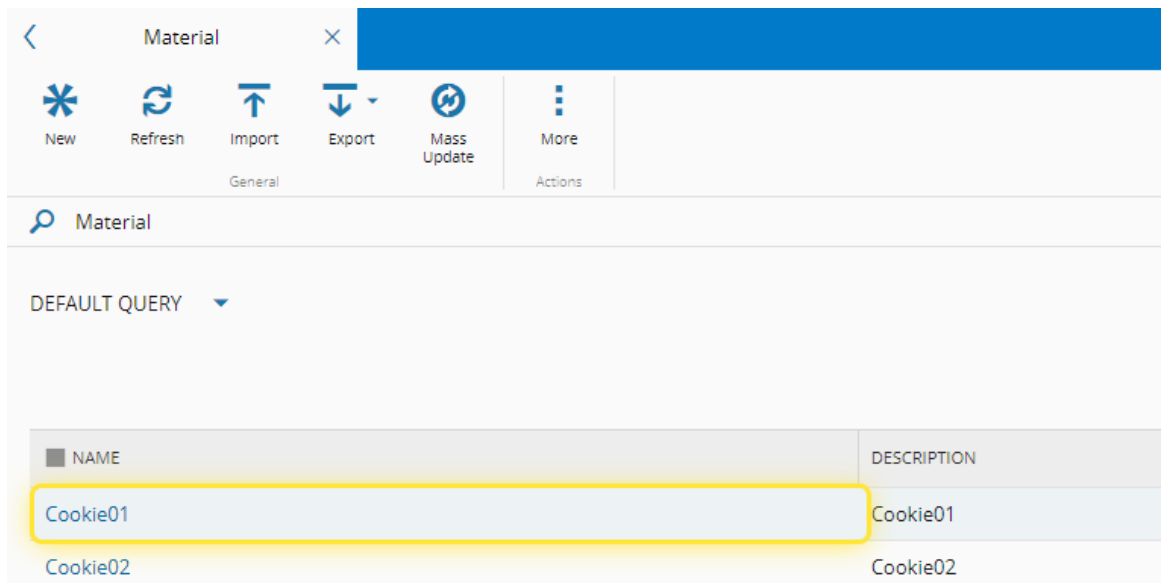 Material
New Refresh Import Export Mass Update More
General Actions
Material
DEFAULT QUERY
NAME DESCRIPTION
Cookie01 Cookie01
Cookie02 Cookie02